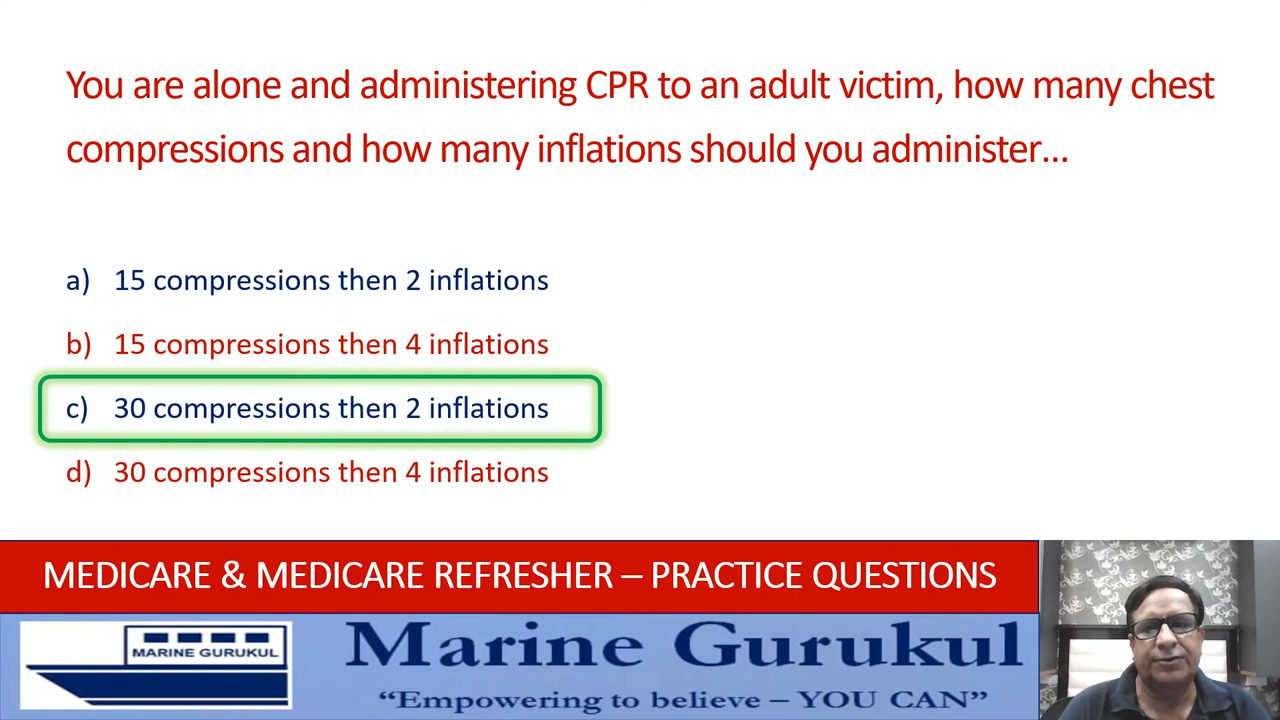 You are alone and administering CPR to an adult victim, how many chest
compressions and how many inflations should you administer...
a) 15 compressions then 2 inflations
b) 15 compressions then 4 inflations
c) 30 compressions then 2 inflations
d) 30 compressions then 4 inflations
MEDICARE & MEDICARE REFRESHER – PRACTICE QUESTIONS
MARINE GURUKUL
Marine Gurukul
“Empowering to believe – YOU CAN”